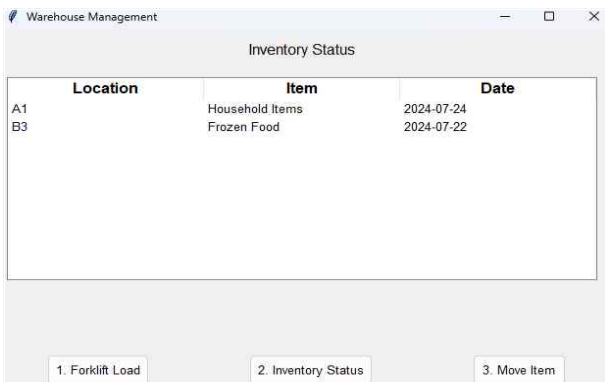 Warehouse Management
Inventory Status
Location Item Date
A1 Household Items 2024-07-24
B3 Frozen Food 2024-07-22
1. Forklift Load 2. Inventory Status 3. Move Item